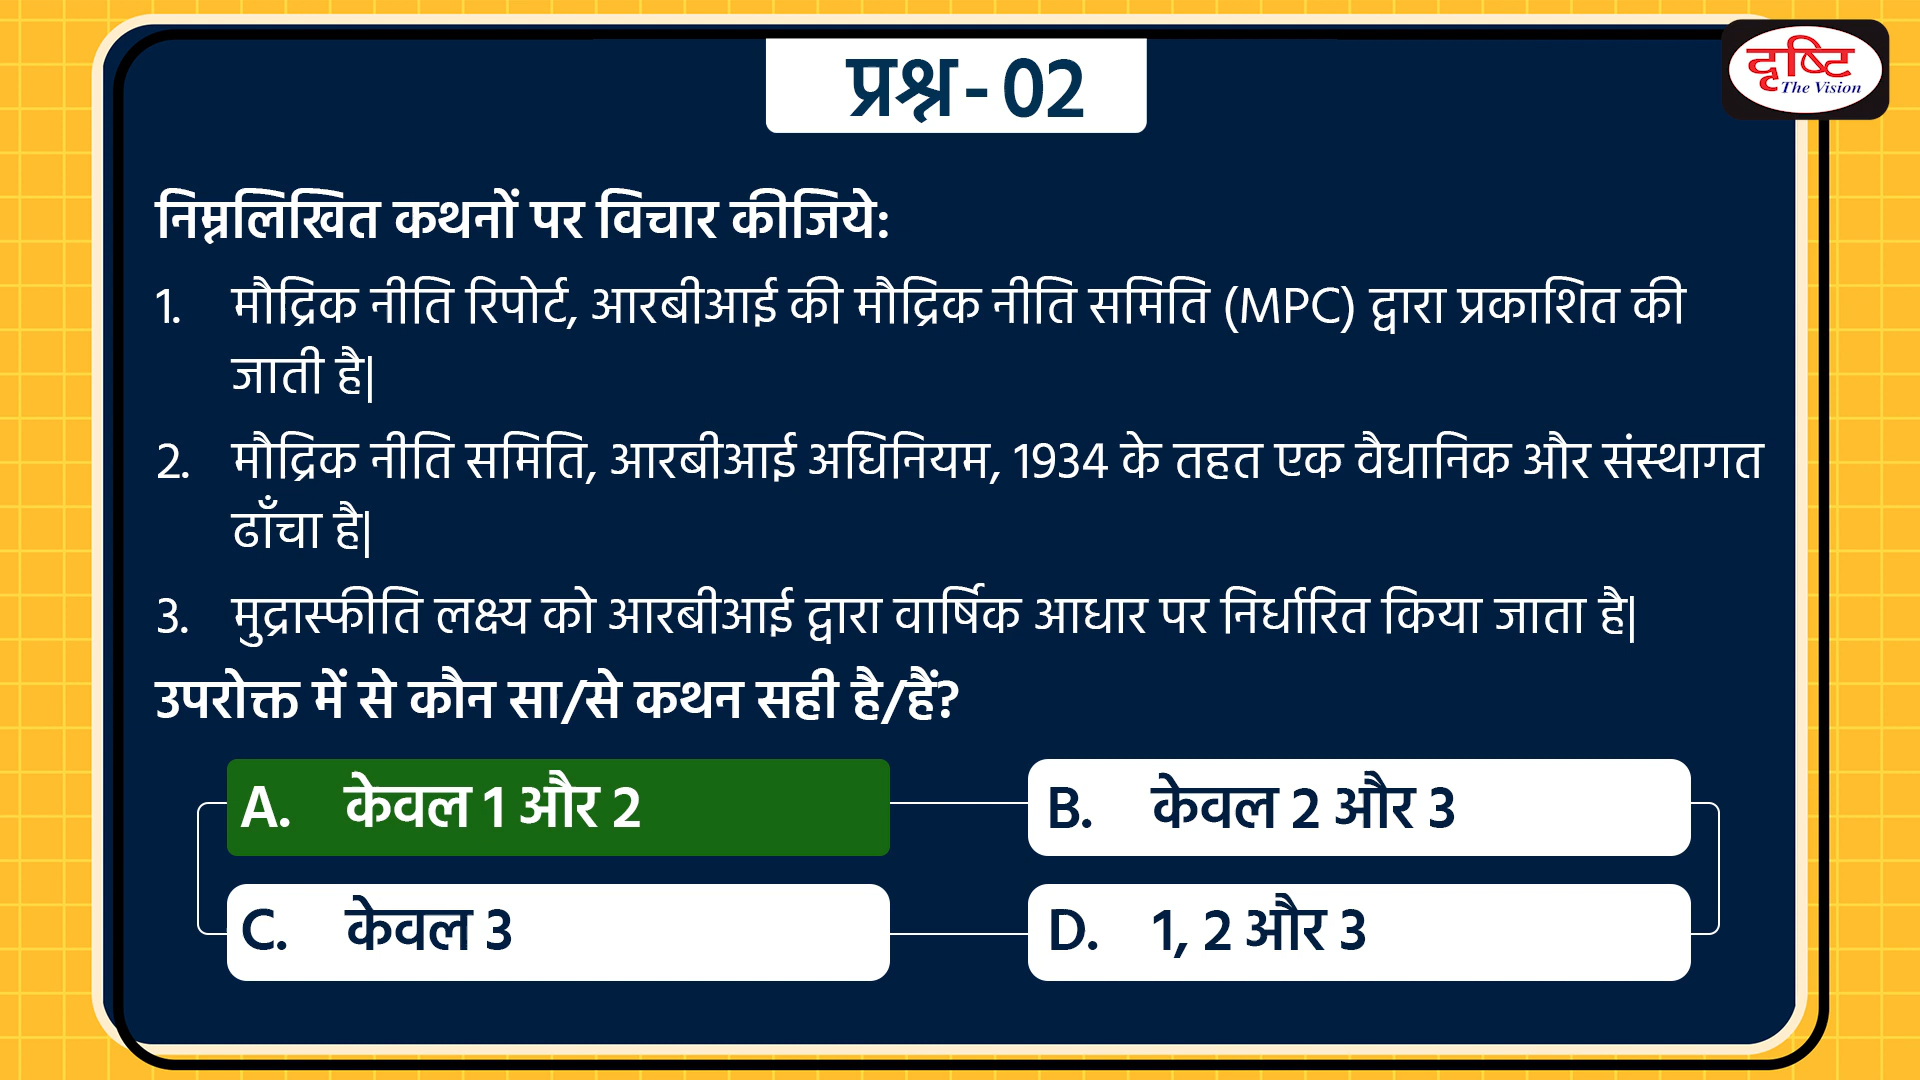 दृष्टि
The Vision
प्रश्न - 02
निम्नलिखित कथनों पर विचार कीजिये:
1. मौद्रिक नीति रिपोर्ट, आरबीआई की मौद्रिक नीति समिति (MPC) द्वारा प्रकाशित की
जाती है|
2. मौद्रिक नीति समिति, आरबीआई अधिनियम, 1934 के तहत एक वैधानिक और संस्थागत
ढाँचा है|
3. मुद्रास्फीति लक्ष्य को आरबीआई द्वारा वार्षिक आधार पर निर्धारित किया जाता है|
उपरोक्त में से कौन सा/से कथन सही है/हैं?
A. केवल 1 और 2
B. केवल 2 और 3
C. केवल 3
D. 1, 2 और 3